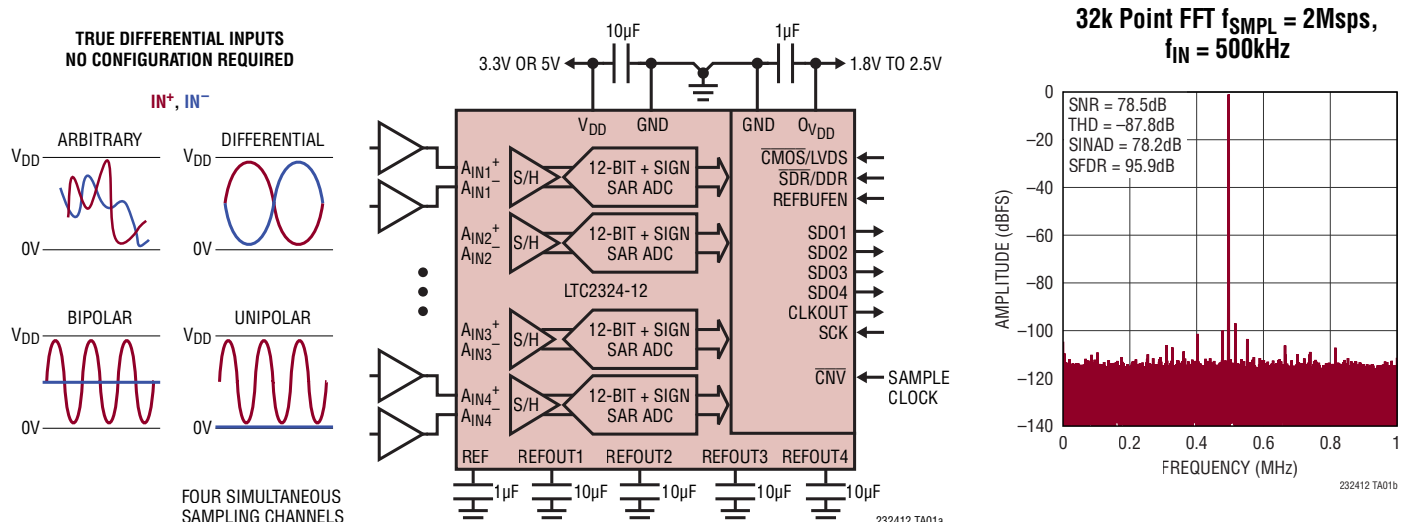 TRUE DIFFERENTIAL INPUTS
NO CONFIGURATION REQUIRED
IN+, IN−
ARBITRARY
DIFFERENTIAL
VDD
VDD
0V
0V
BIPOLAR
UNIPOLAR
VDD
VDD
0V
0V
FOUR SIMULTANEOUS
SAMPLING CHANNELS
10µF
1µF
3.3V OR 5V
1.8V TO 2.5V
VDD
GND
GND
OVDD
AIN1+
AIN1−
S/H
12-BIT + SIGN
SAR ADC
AIN2+
AIN2−
S/H
12-BIT + SIGN
SAR ADC
LTC2324-12
AIN3+
AIN3−
S/H
12-BIT + SIGN
SAR ADC
AIN4+
AIN4−
S/H
12-BIT + SIGN
SAR ADC
CMOS/LVDS
SDR/DDR
REFBUFEN
SDO1
SDO2
SDO3
SDO4
CLKOUT
SCK
CNV
SAMPLE
CLOCK
REF
REFOUT1
REFOUT2
REFOUT3
REFOUT4
1µF
10µF
10µF
10µF
10µF
232412 TA01a
32k Point FFT fSMPL = 2Msps,
fIN = 500kHz
SNR = 78.5dB
THD = –87.8dB
SINAD = 78.2dB
SFDR = 95.9dB
AMPLITUDE (dBFS)
0
–20
–40
–60
–80
–100
–120
–140
0
0.2
0.4
0.6
0.8
1
FREQUENCY (MHz)
232412 TA01b